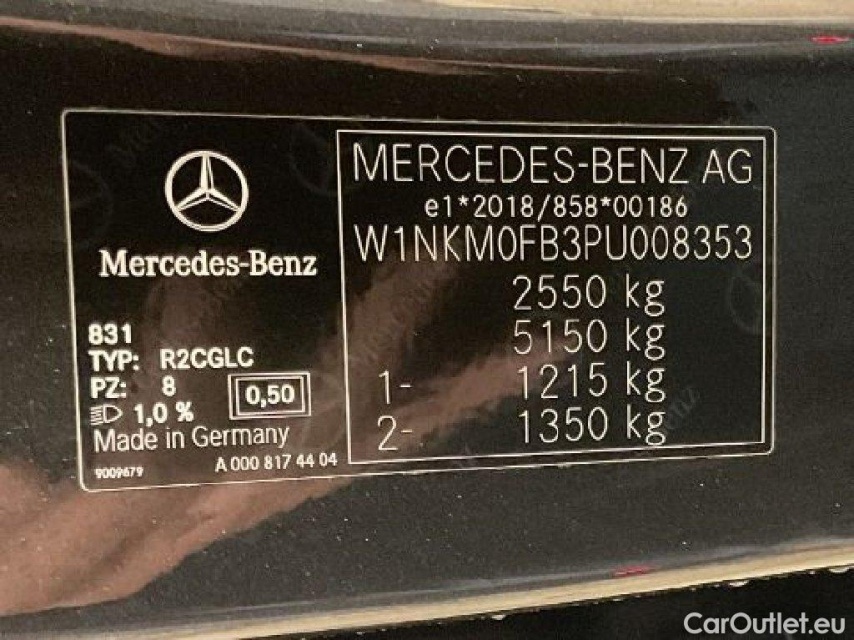 Mercedes-Benz
831
TYP: R2CGLC
PZ: 8
0,50
1,0 %
Made in Germany
9009679
A 000 817 44 04
MERCEDES-BENZ AG
e1*2018/858*00186
W1NKM0FB3PU008353
2550 kg
5150 kg
1- 1215 kg
2- 1350 kg
CarOutlet.eu